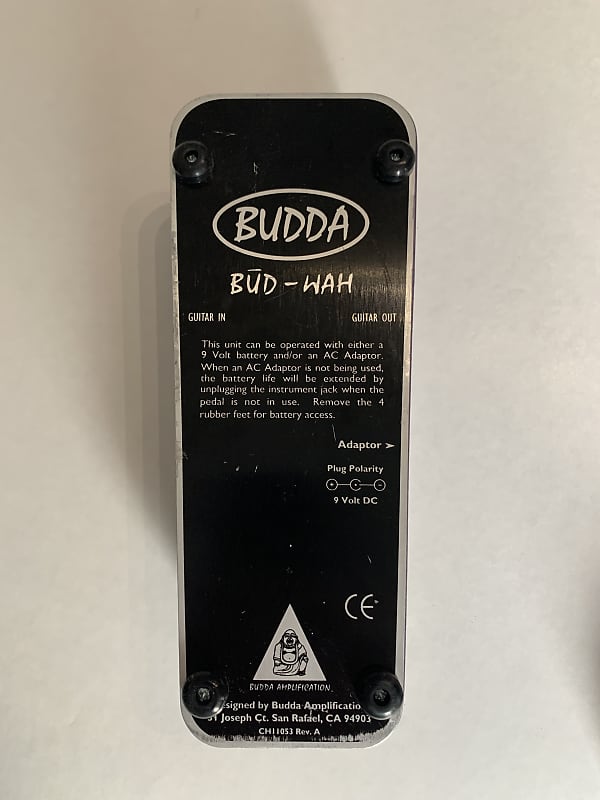 BUDDA
BŪD-WAH
GUITAR IN GUITAR OUT
This unit can be operated with either a
9 Volt battery and/or an AC Adaptor.
When an AC Adaptor is not being used,
the battery life will be extended by
unplugging the instrument jack when the
pedal is not in use. Remove the 4
rubber feet for battery access.
Adaptor ➢
Plug Polarity
+ C −
9 Volt DC
CE
BUDDA AMPLIFICATION
signed by Budda Amplificatio
Joseph Ct. San Rafael, CA 94903
CH11053 Rev. A